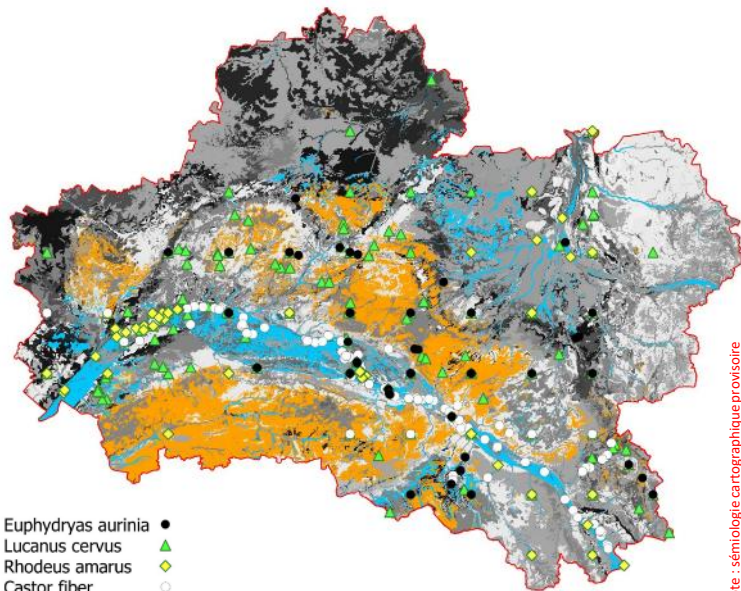 Euphydryas aurinia
Lucanus cervus
Rhodeus amarus
Castor fiber
te : sémiologie cartographique provisoire